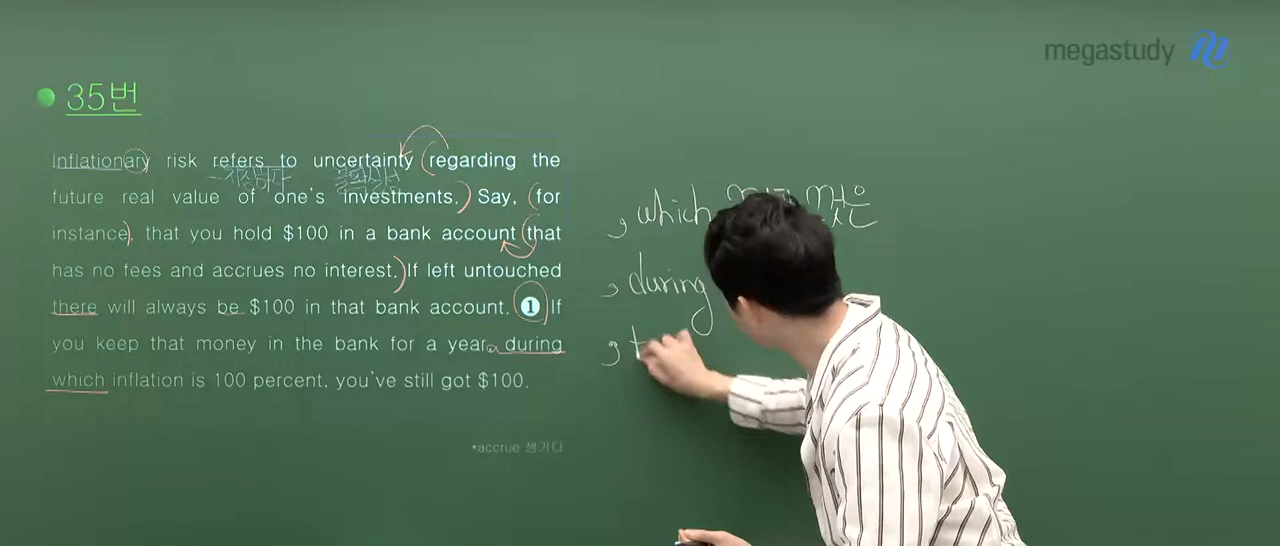 megastudy
35번
Inflationary risk refers to uncertainty regarding the
future real value of one's investments. Say, for
instance, that you hold $100 in a bank account that
has no fees and accrues no interest. If left untouched
there will always be $100 in that bank account. ❶ If
you keep that money in the bank for a year, during
which inflation is 100 percent, you've still got $100.
*accrue 생기다
, which
, during
, t